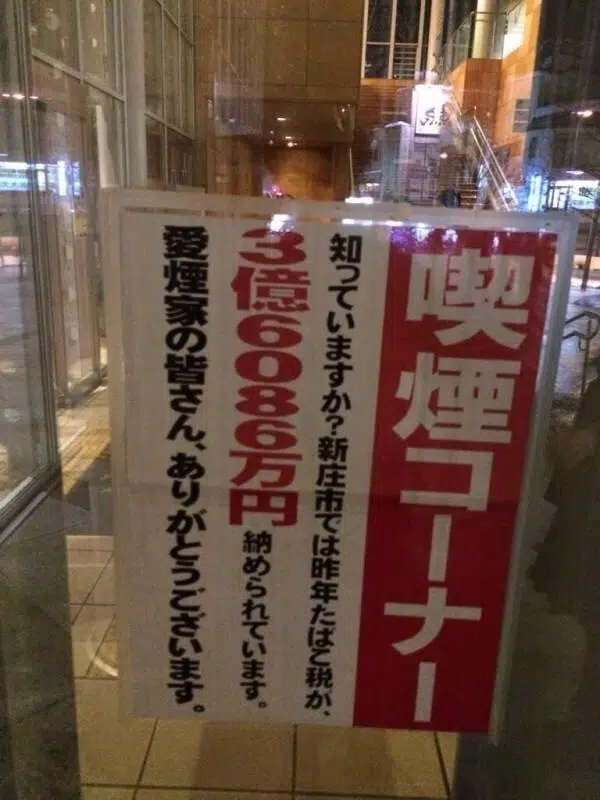 喫煙コーナー
知っていますか?新庄市では昨年たばこ税が、
3億6086万円 納められています。
愛煙家の皆さん、ありがとうございます。